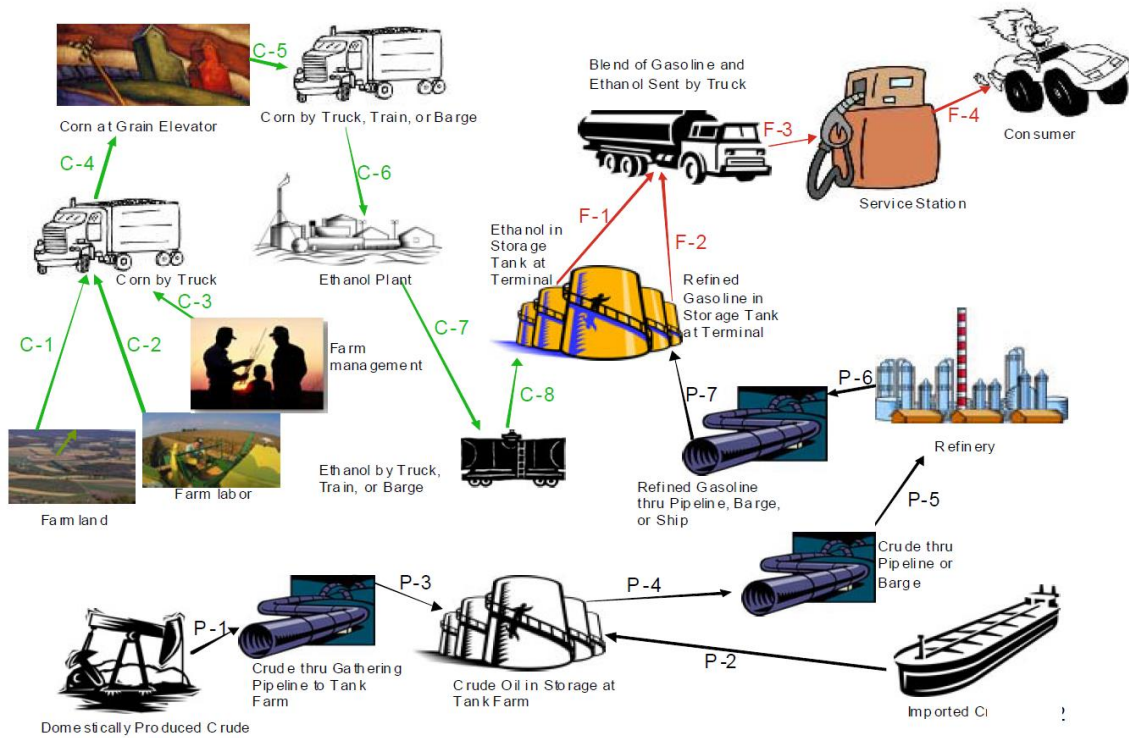 C-5
Corn at Grain Elevator
Corn by Truck, Train, or Barge
C-4
C-6
Corn by Truck
C-3
C-1
C-2
Farm
management
Farm labor
Farmland
Ethanol Plant
C-7
C-8
Ethanol by Truck,
Train, or Barge
Blend of Gasoline and
Ethanol Sent by Truck
F-3
F-4
Consumer
Service Station
F-1
F-2
Ethanol in
Storage
Tank at
Terminal
Refined
Gasoline in
Storage Tank
at Terminal
P-7
P-6
Refinery
Refined Gasoline
thru Pipeline, Barge,
or Ship
P-5
Crude thru
Pipeline or
Barge
P-1
P-3
P-4
P-2
Crude thru Gathering
Pipeline to Tank
Farm
Crude Oil in Storage at
Tank Farm
Domestically Produced Crude
Imported